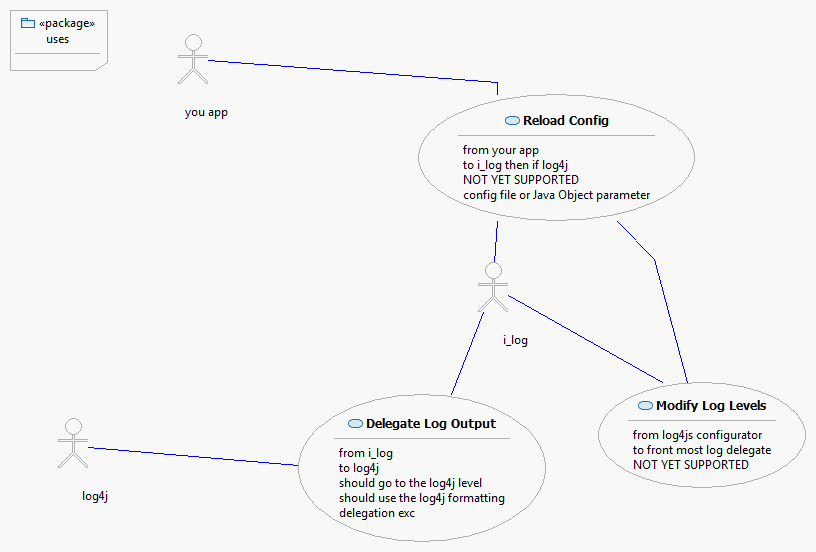 «package»
uses
you app
Reload Config
from your app
to i_log then if log4j
NOT YET SUPPORTED
config file or Java Object parameter
i_log
Delegate Log Output
from i_log
to log4j
should go to the log4j level
should use the log4j formatting
delegation exc
Modify Log Levels
from log4js configurator
to front most log delegate
NOT YET SUPPORTED
log4j